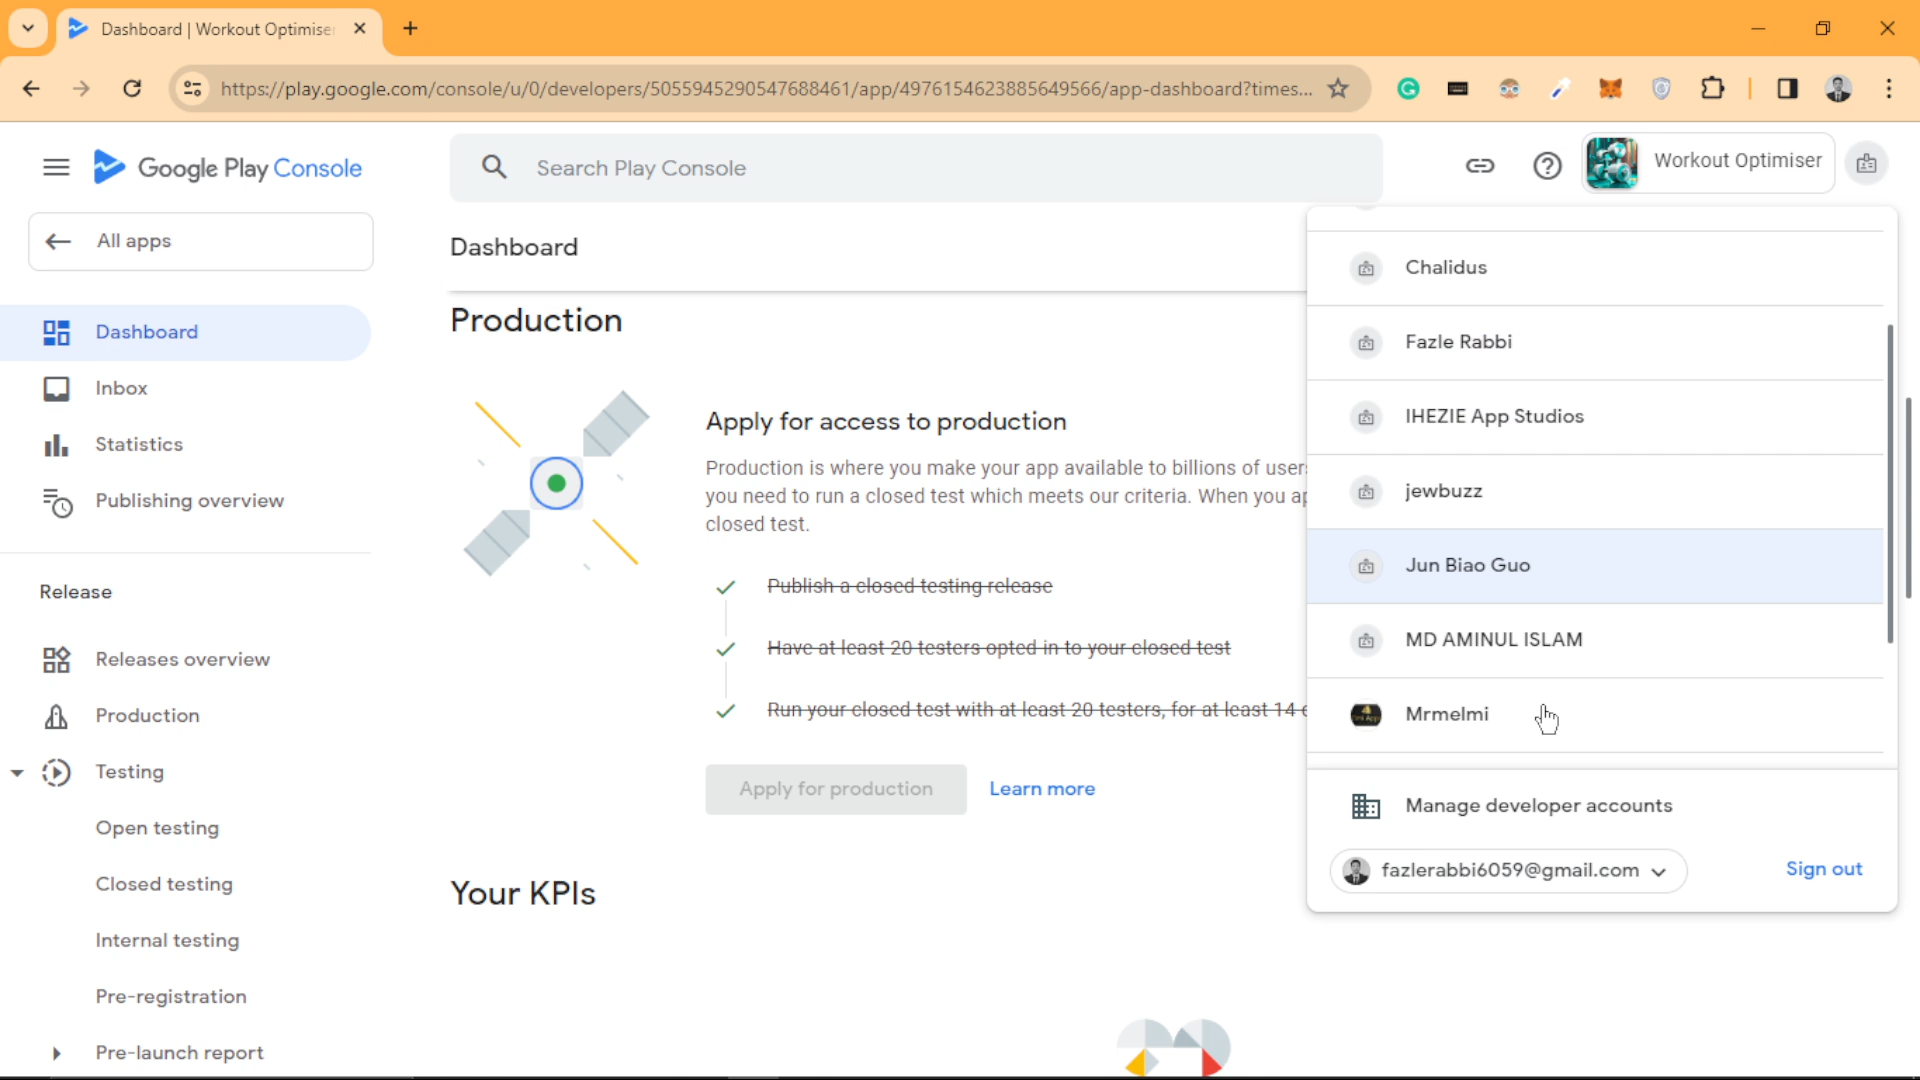 Dashboard | Workout Optimise
https://play.google.com/console/u/0/developers/5055945290547688461/app/4976154623885649566/app-dashboard?times...
Google Play Console
Search Play Console
Workout Optimiser
All apps
Dashboard
Inbox
Statistics
Publishing overview
Release
Releases overview
Production
Testing
Open testing
Closed testing
Internal testing
Pre-registration
Pre-launch report
Dashboard
Production
Apply for access to production
Production is where you make your app available to billions of user
you need to run a closed test which meets our criteria. When you ap
closed test.
Publish a closed testing release
Have at least 20 testers opted in to your closed test
Run your closed test with at least 20 testers, for at least 14
Apply for production
Learn more
Your KPIs
Chalidus
Fazle Rabbi
IHEZIE App Studios
jewbuzz
Jun Biao Guo
MD AMINUL ISLAM
Mrmelmi
Manage developer accounts
fazlerabbi6059@gmail.com
Sign out